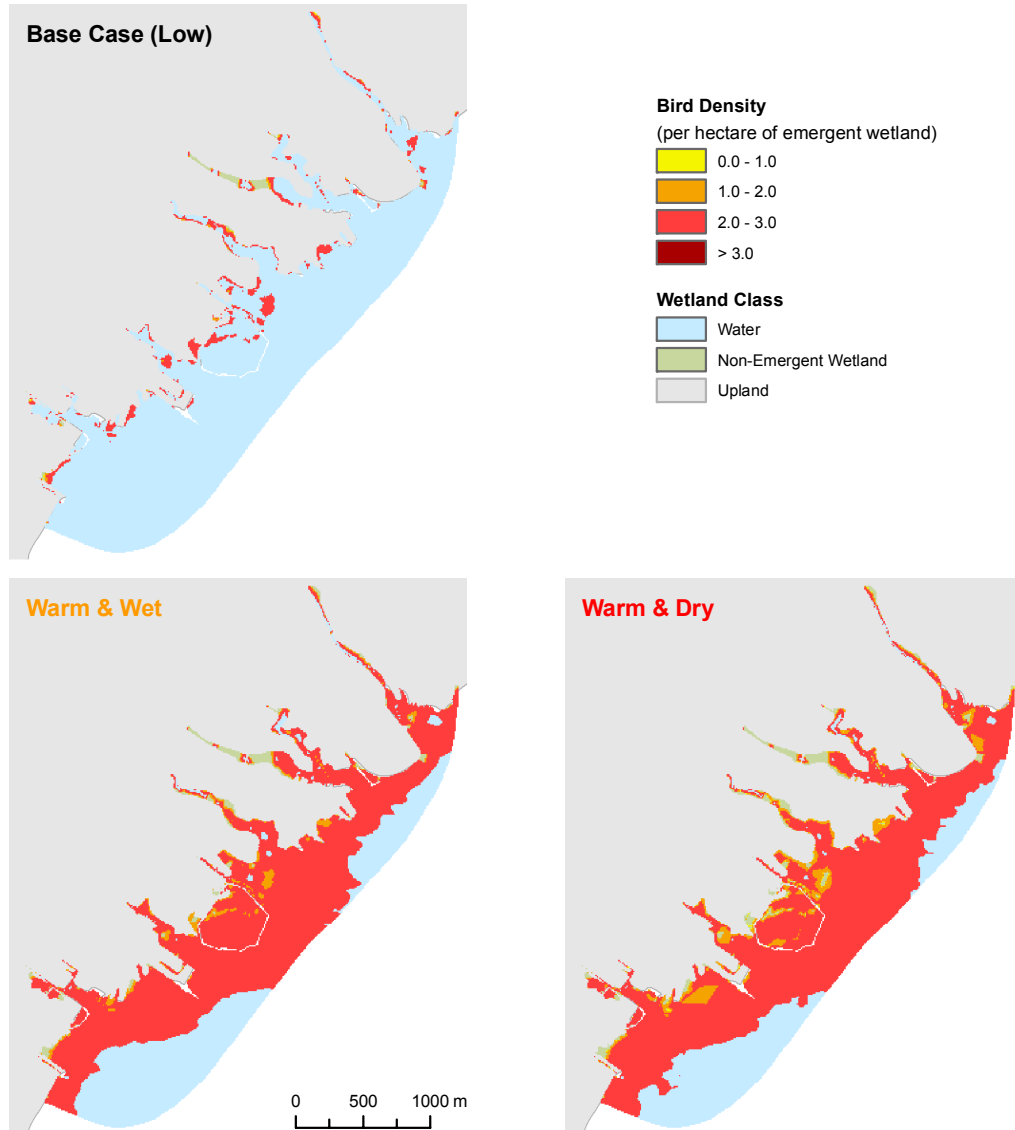 Base Case (Low)
Bird Density
(per hectare of emergent wetland)
0.0 - 1.0
1.0 - 2.0
2.0 - 3.0
> 3.0
Wetland Class
Water
Non-Emergent Wetland
Upland
Warm & Wet
Warm & Dry
0 500 1000 m